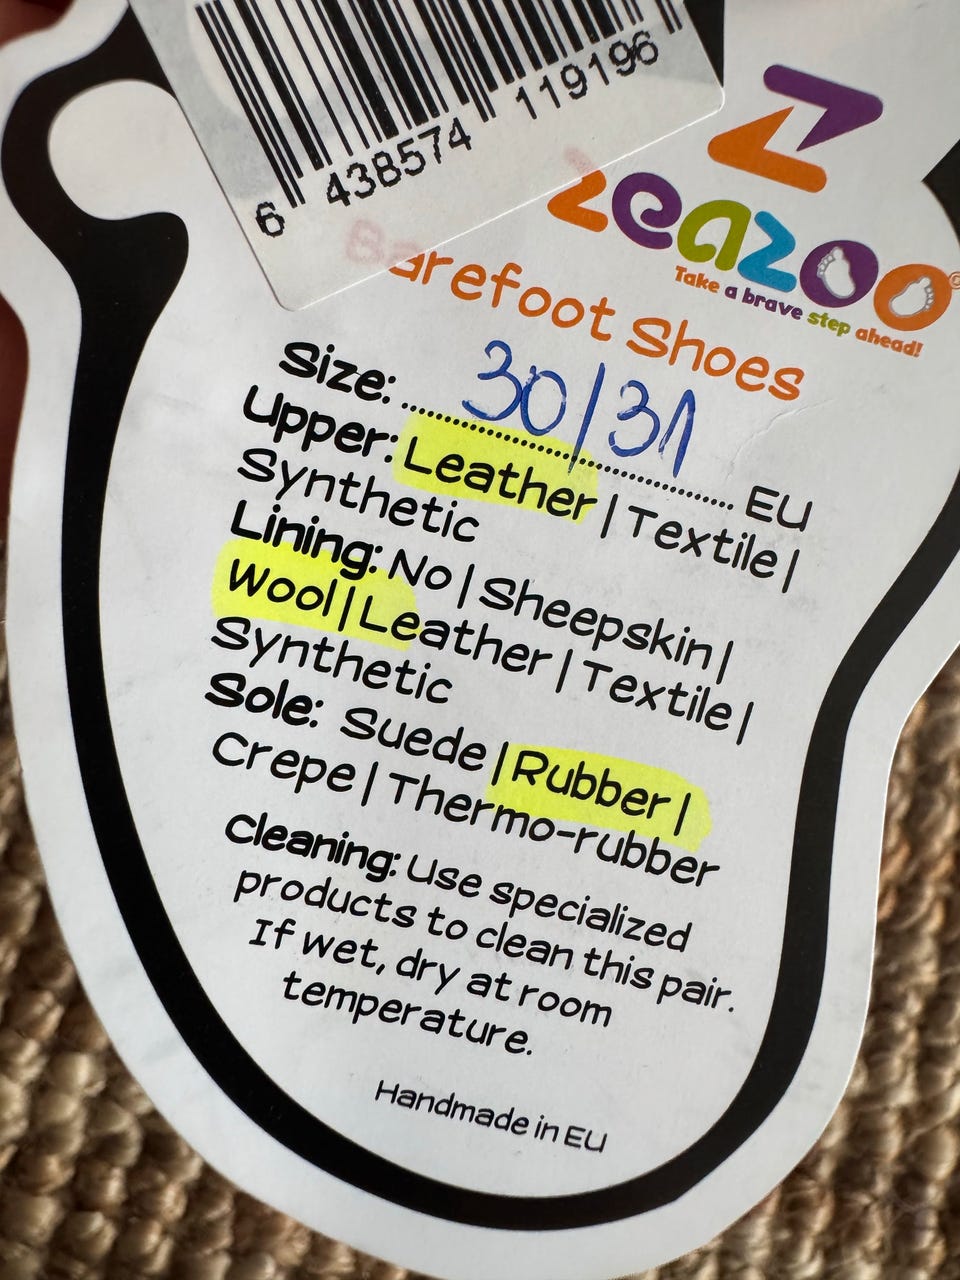 6 438574 119196
zeazoo®
Take a brave step ahead!
Barefoot Shoes
Size: 30/31 EU
Upper: Leather | Textile |
Synthetic
Lining: No | Sheepskin |
Wool | Leather | Textile |
Synthetic
Sole: Suede | Rubber |
Crepe | Thermo-rubber
Cleaning: Use specialized
products to clean this pair.
If wet, dry at room
temperature.
Handmade in EU